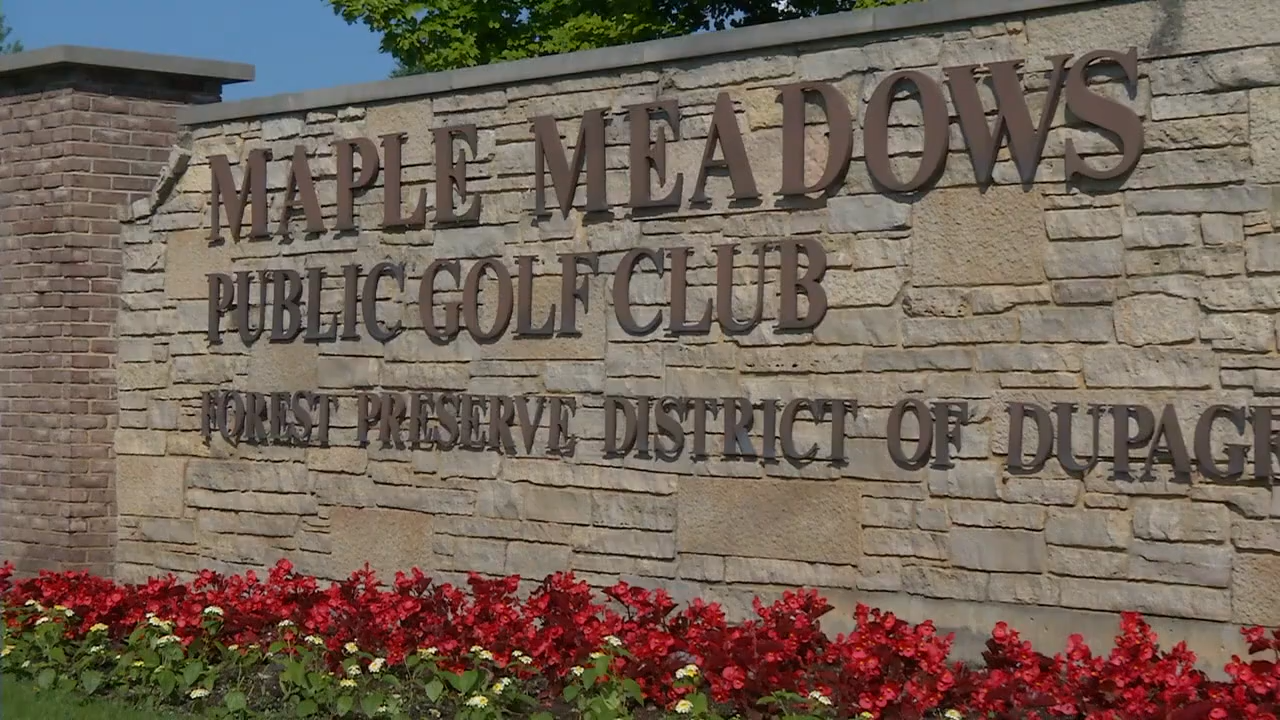 MAPLE MEADOWS
PUBLIC GOLF CLUB
FOREST PRESERVE DISTRICT OF DUPAGE